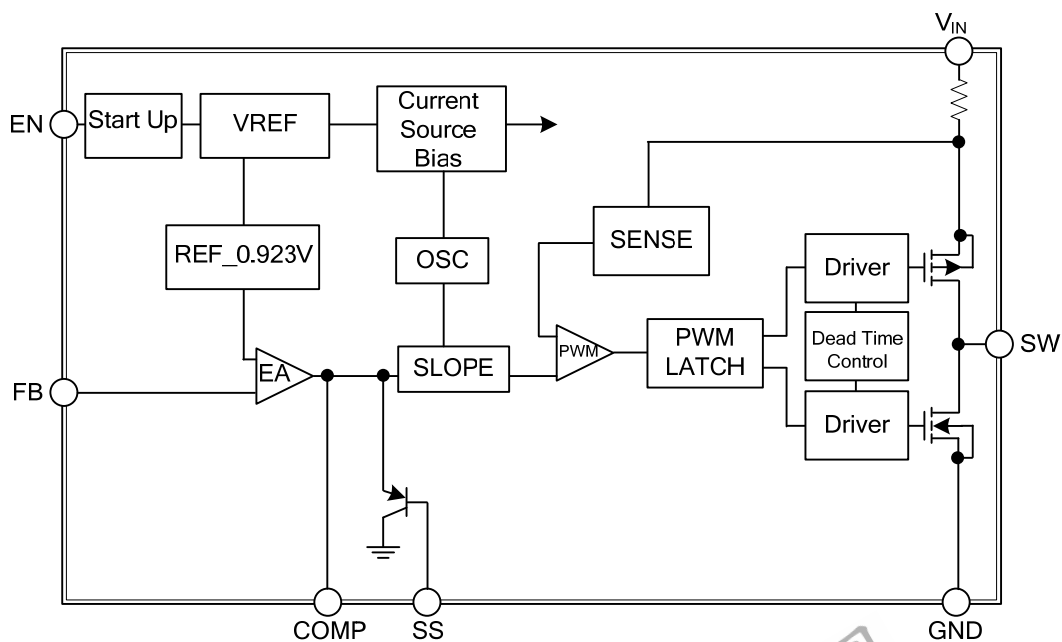 VIN
EN
Start Up
VREF
Current
Source
Bias
REF_0.923V
OSC
SENSE
Driver
PWM
PWM
LATCH
Dead Time
Control
SW
EA
SLOPE
FB
Driver
COMP
SS
GND